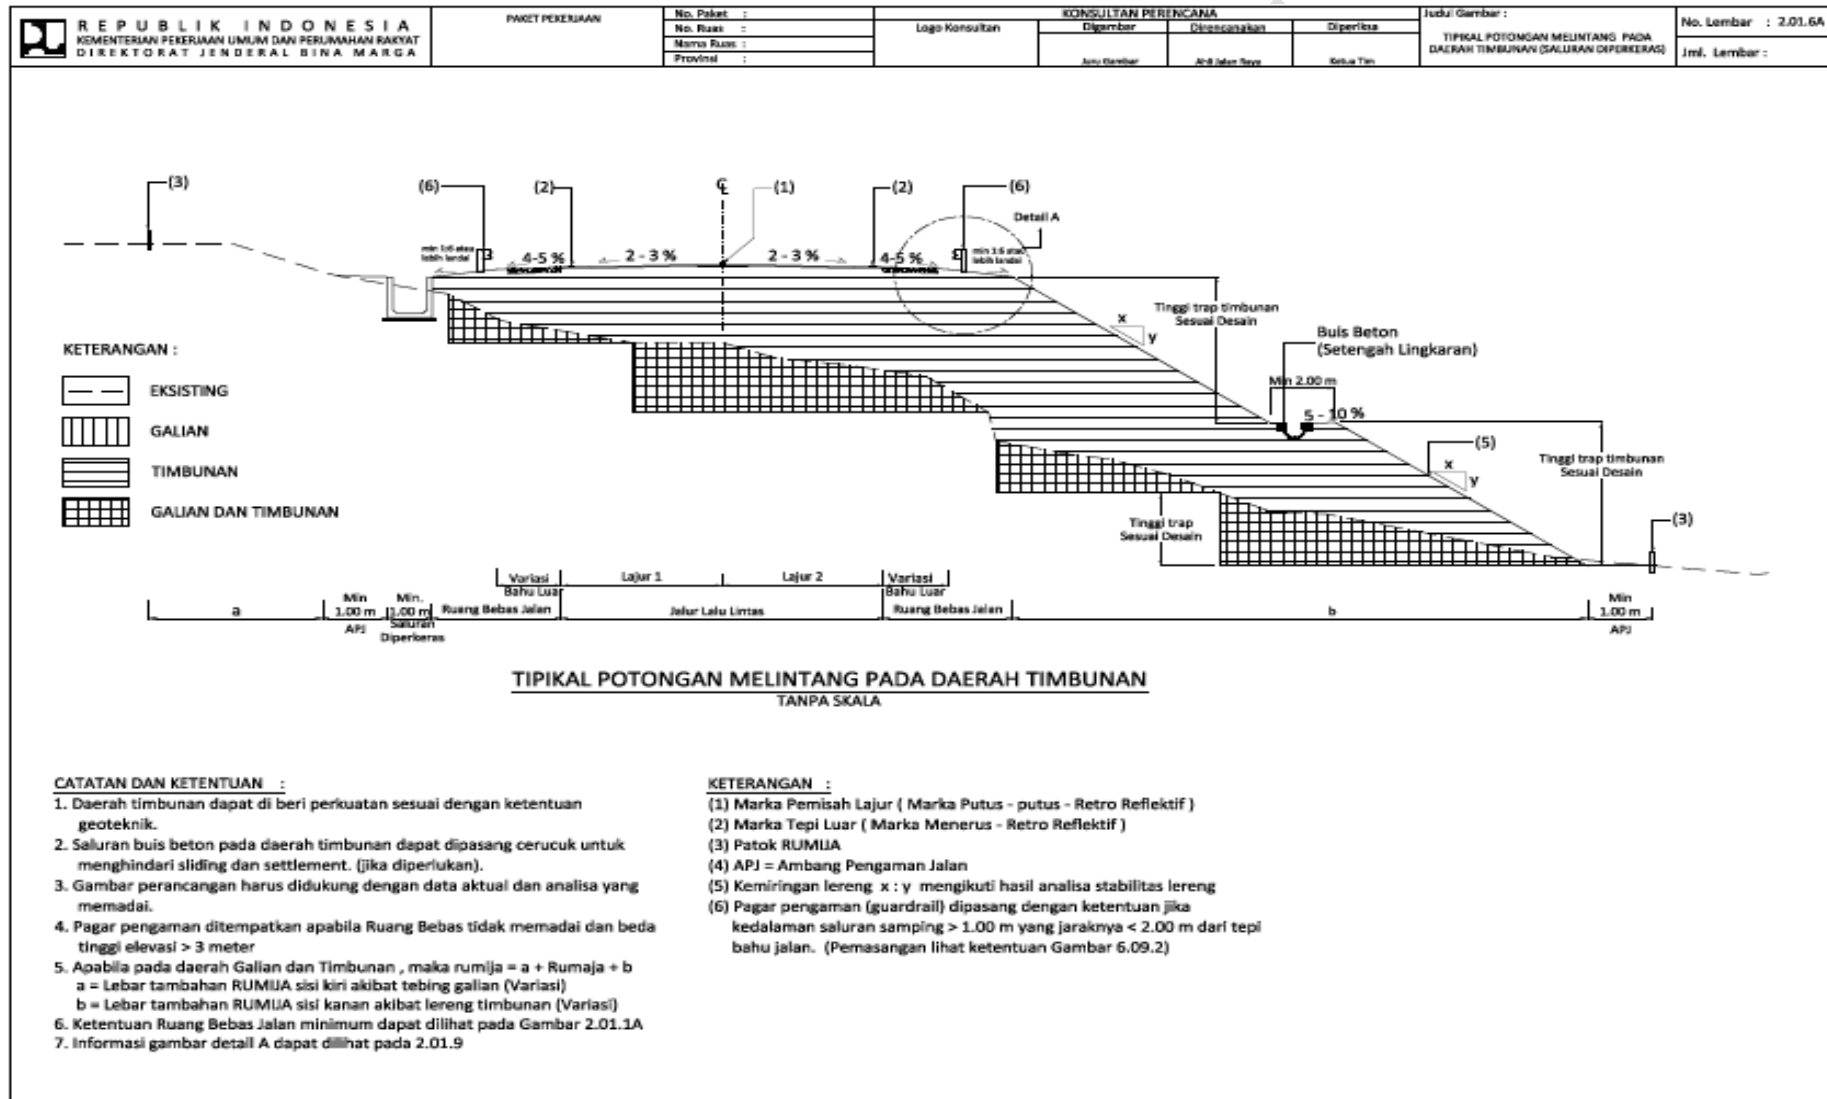 REPUBLIK INDONESIA
KEMENTERIAN PEKERJAAN UMUM DAN PERUMAHAN RAKYAT
DIREKTORAT JENDERAL BINA MARGA
PAKET PEKERJAAN
No. Paket :
No. Ruas :
Nama Ruas :
Provinsi :
Logo Konsultan
KONSULTAN PERENCANA
Digambar
Direncanakan
Diperiksa
Juru Gambar
Ahli Jalan Raya
Ketua Tim
Judul Gambar :
TIPIKAL POTONGAN MELINTANG PADA
DAERAH TIMBUNAN (SALURAN DIPERKERAS)
No. Lembar : 2.01.6A
Jml. Lembar :
(3)
(6)
(2)
CL
(1)
(2)
(6)
Detail A
min 1:6 atau
lebih landai
4-5 %
2 - 3 %
2 - 3 %
4-5 %
min 1:6 atau
lebih landai
Tinggi trap timbunan
Sesuai Desain
x
y
Buis Beton
(Setengah Lingkaran)
Min 2.00 m
5 - 10 %
(5)
x
y
Tinggi trap timbunan
Sesuai Desain
Tinggi trap
Sesuai Desain
(3)
KETERANGAN :
EKSISTING
GALIAN
TIMBUNAN
GALIAN DAN TIMBUNAN
Variasi
Bahu Luar
Lajur 1
Lajur 2
Variasi
Bahu Luar
a
Min
1.00 m
APJ
Min.
1.00 m
Saluran
Diperkeras
Ruang Bebas Jalan
Jalur Lalu Lintas
Ruang Bebas Jalan
b
Min
1.00 m
APJ
TIPIKAL POTONGAN MELINTANG PADA DAERAH TIMBUNAN
TANPA SKALA
CATATAN DAN KETENTUAN :
1. Daerah timbunan dapat di beri perkuatan sesuai dengan ketentuan
geoteknik.
2. Saluran buis beton pada daerah timbunan dapat dipasang cerucuk untuk
menghindari sliding dan settlement. (jika diperlukan).
3. Gambar perancangan harus didukung dengan data aktual dan analisa yang
memadai.
4. Pagar pengaman ditempatkan apabila Ruang Bebas tidak memadai dan beda
tinggi elevasi > 3 meter
5. Apabila pada daerah Galian dan Timbunan , maka rumija = a + Rumaja + b
a = Lebar tambahan RUMIJA sisi kiri akibat tebing galian (Variasi)
b = Lebar tambahan RUMIJA sisi kanan akibat lereng timbunan (Variasi)
6. Ketentuan Ruang Bebas Jalan minimum dapat dilihat pada Gambar 2.01.1A
7. Informasi gambar detail A dapat dilihat pada 2.01.9
KETERANGAN :
(1) Marka Pemisah Lajur ( Marka Putus - putus - Retro Reflektif )
(2) Marka Tepi Luar ( Marka Menerus - Retro Reflektif )
(3) Patok RUMIJA
(4) APJ = Ambang Pengaman Jalan
(5) Kemiringan lereng x : y mengikuti hasil analisa stabilitas lereng
(6) Pagar pengaman (guardrail) dipasang dengan ketentuan jika
kedalaman saluran samping > 1.00 m yang jaraknya < 2.00 m dari tepi
bahu jalan. (Pemasangan lihat ketentuan Gambar 6.09.2)